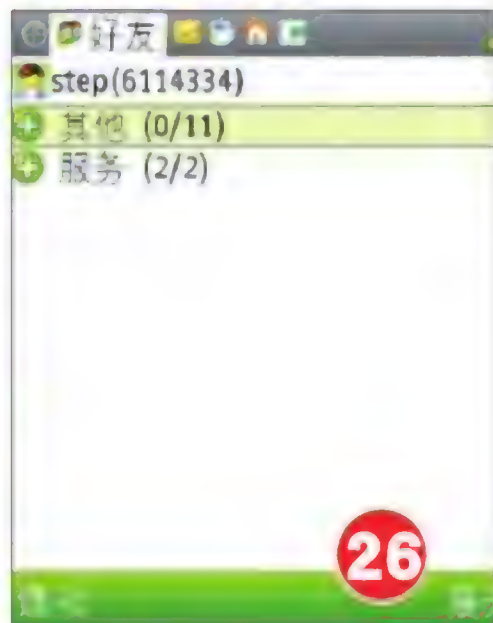 好友
step(6114334)
其他 (0/11)
服务 (2/2)
26